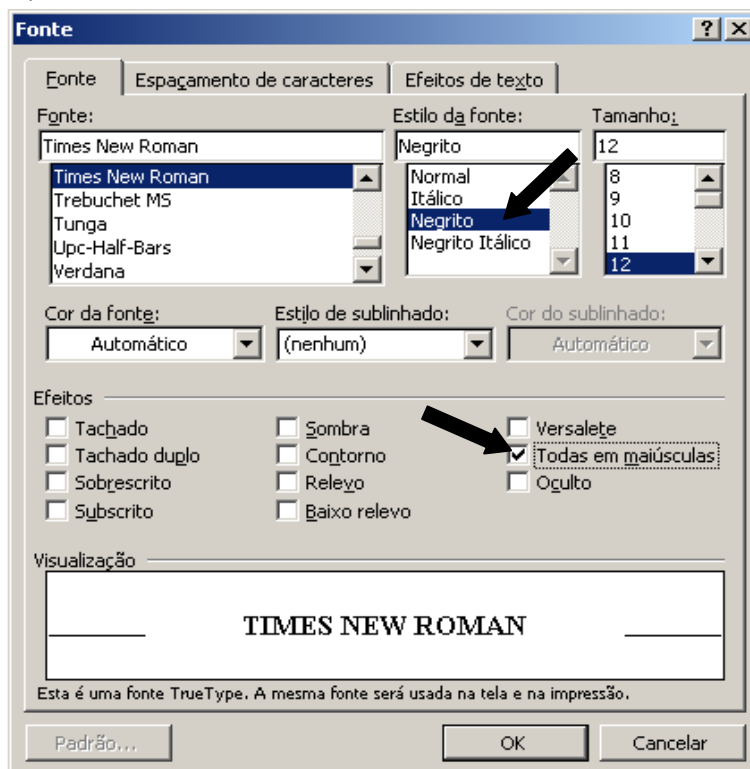 Fonte
Fonte Espaçamento de caracteres Efeitos de texto
Fonte: Estilo da fonte: Tamanho:
Times New Roman Negrito 12
Times New Roman Normal 8
Trebuchet MS Itálico 9
Tunga Negrito 10
Upc-Half-Bars Negrito Itálico 11
Verdana 12
Cor da fonte: Estilo de sublinhado: Cor do sublinhado:
Automático (nenhum) Automático
Efeitos
Tachado Sombra Versalete
Tachado duplo Contorno Todas em maiúsculas
Sobrescrito Relevo Oculto
Subscrito Baixo relevo
Visualização
TIMES NEW ROMAN
Esta é uma fonte TrueType. A mesma fonte será usada na tela e na impressão.
Padrão... OK Cancelar